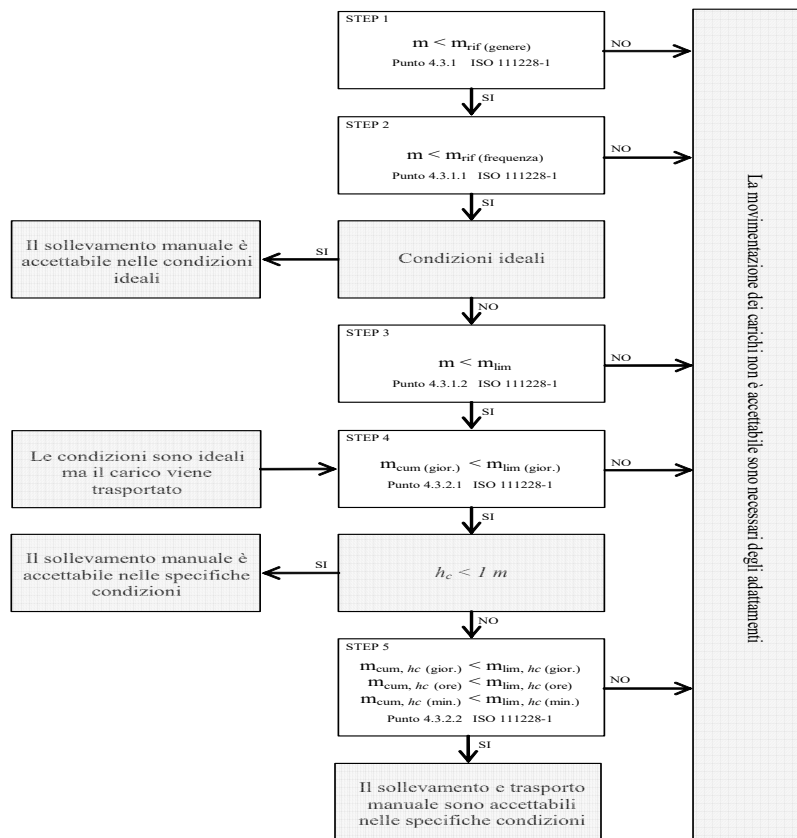 STEP 1
m < mrif (genere)
Punto 4.3.1 ISO 111228-1
NO
SI
STEP 2
m < mrif (frequenza)
Punto 4.3.1.1 ISO 111228-1
NO
SI
Il sollevamento manuale è
accettabile nelle condizioni
ideali
SI
Condizioni ideali
NO
STEP 3
m < mlim
Punto 4.3.1.2 ISO 111228-1
NO
SI
Le condizioni sono ideali
ma il carico viene
trasportato
STEP 4
mcum (gior.) < mlim (gior.)
Punto 4.3.2.1 ISO 111228-1
NO
SI
Il sollevamento manuale è
accettabile nelle specifiche
condizioni
SI
hc < 1 m
NO
STEP 5
mcum, hc (gior.) < mlim, hc (gior.)
mcum, hc (ore) < mlim, hc (ore)
mcum, hc (min.) < mlim, hc (min.)
Punto 4.3.2.2 ISO 111228-1
NO
SI
Il sollevamento e trasporto
manuale sono accettabili
nelle specifiche condizioni
La movimentazione dei carichi non è accettabile sono necessari degli adattamenti